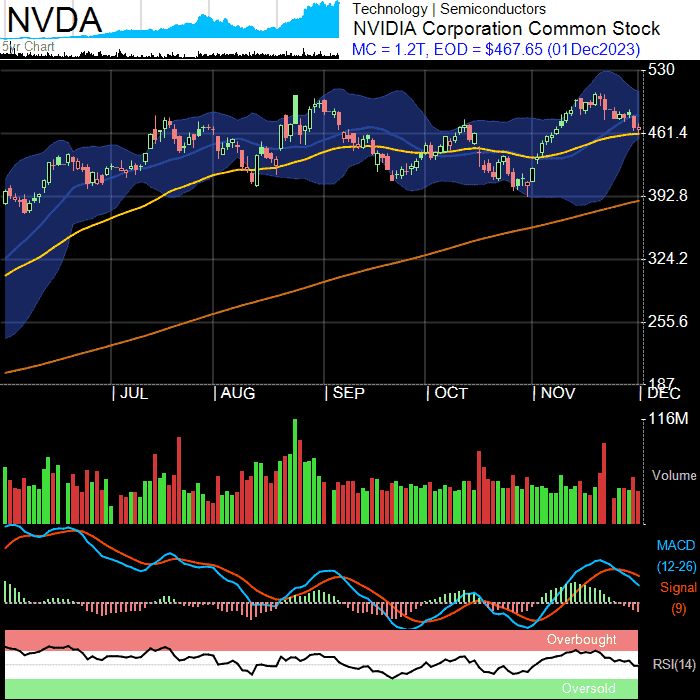 NVDA
5yr Chart
Technology | Semiconductors
NVIDIA Corporation Common Stock
MC = 1.2T, EOD = $467.65 (01Dec2023)
530
461.4
392.8
324.2
255.6
187
JUL
AUG
SEP
OCT
NOV
DEC
116M
Volume
MACD
(12-26)
Signal
(9)
Overbought
RSI(14)
Oversold